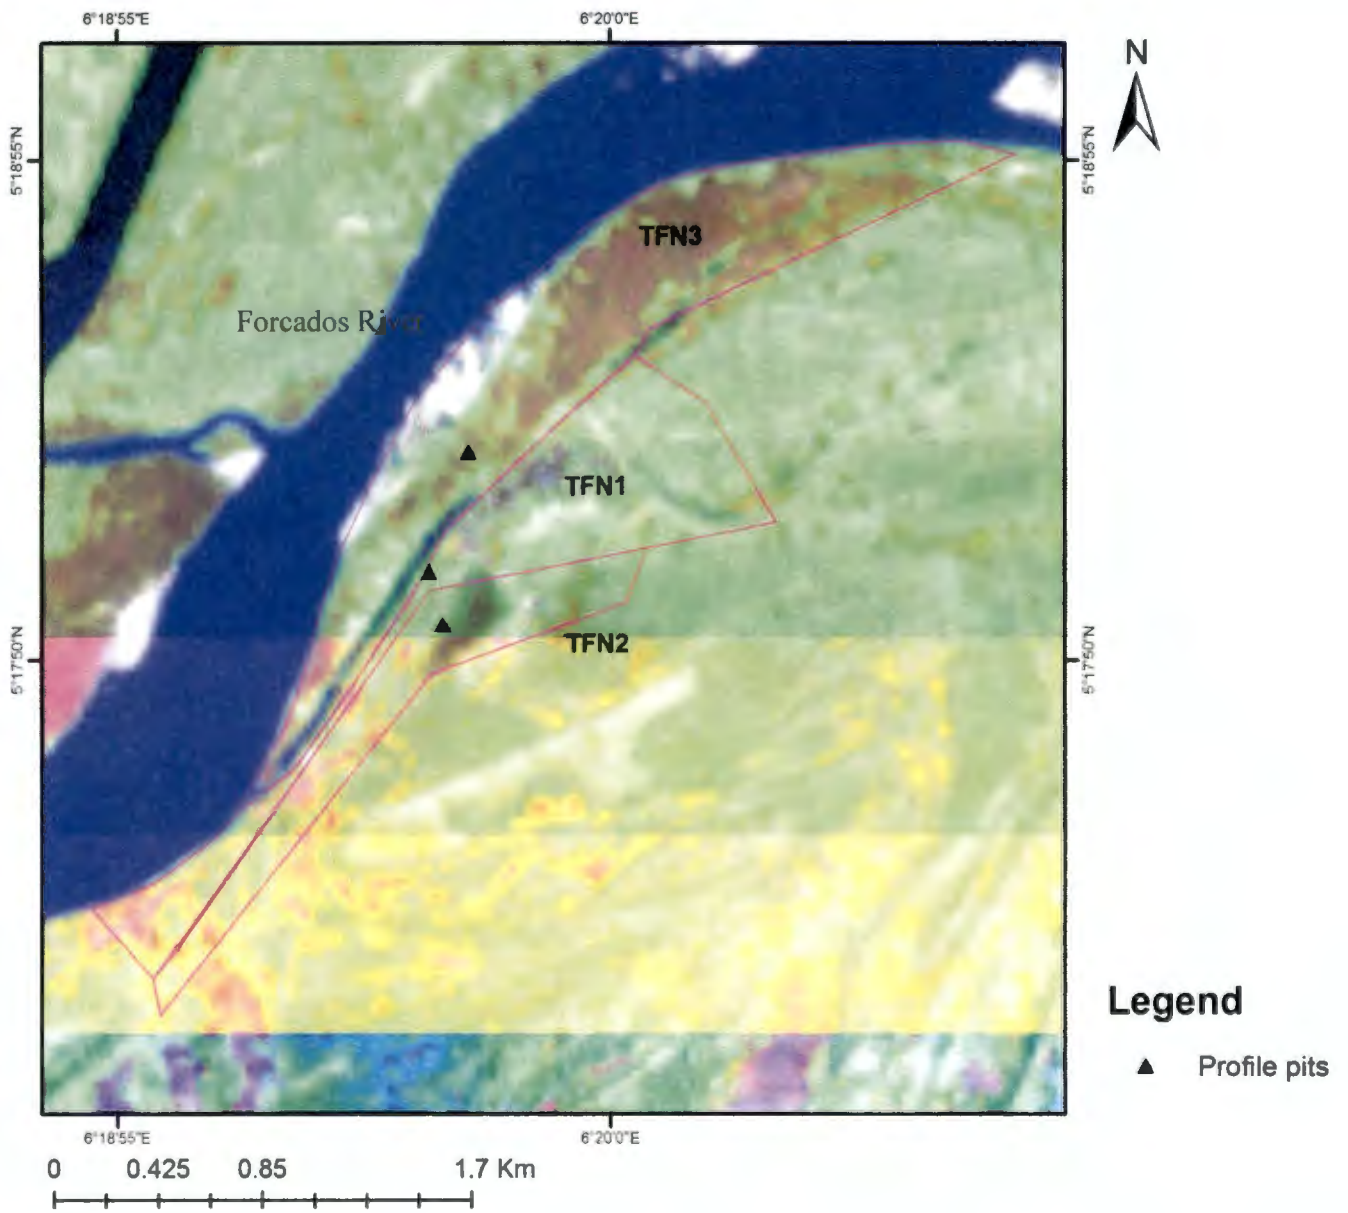 6°18'55"E
6°20'0"E
N
5°18'55"N
5°18'55"N
TFN3
Forcados River
TFN1
TFN2
5°17'50"N
5°17'50"N
Legend
Profile pits
6°18'55"E
6°20'0"E
0 0.425 0.85 1.7 Km